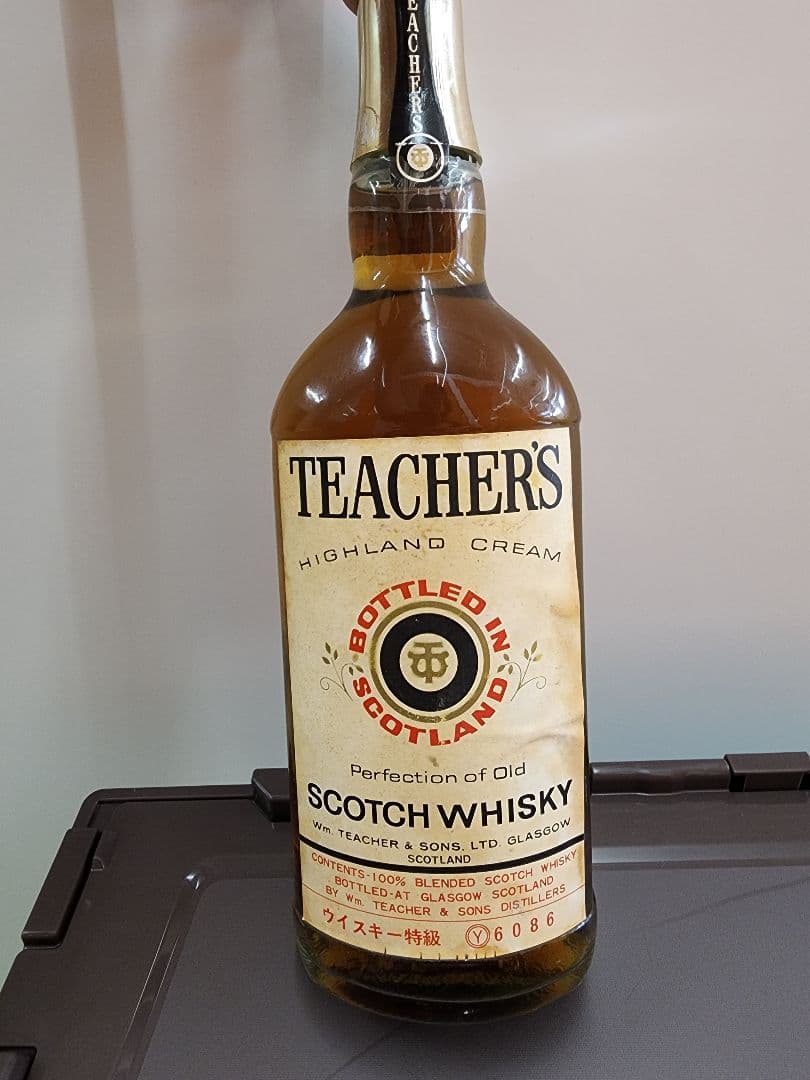 EACHER'S
TEACHER'S
HIGHLAND CREAM
BOTTLED IN
SCOTLAND
Perfection of Old
SCOTCH WHISKY
Wm. TEACHER & SONS. LTD. GLASGOW
SCOTLAND
CONTENTS-100% BLENDED SCOTCH WHISKY
BOTTLED-AT GLASGOW SCOTLAND
BY Wm. TEACHER & SONS DISTILLERS
ウイスキー特級 Ⓨ6086